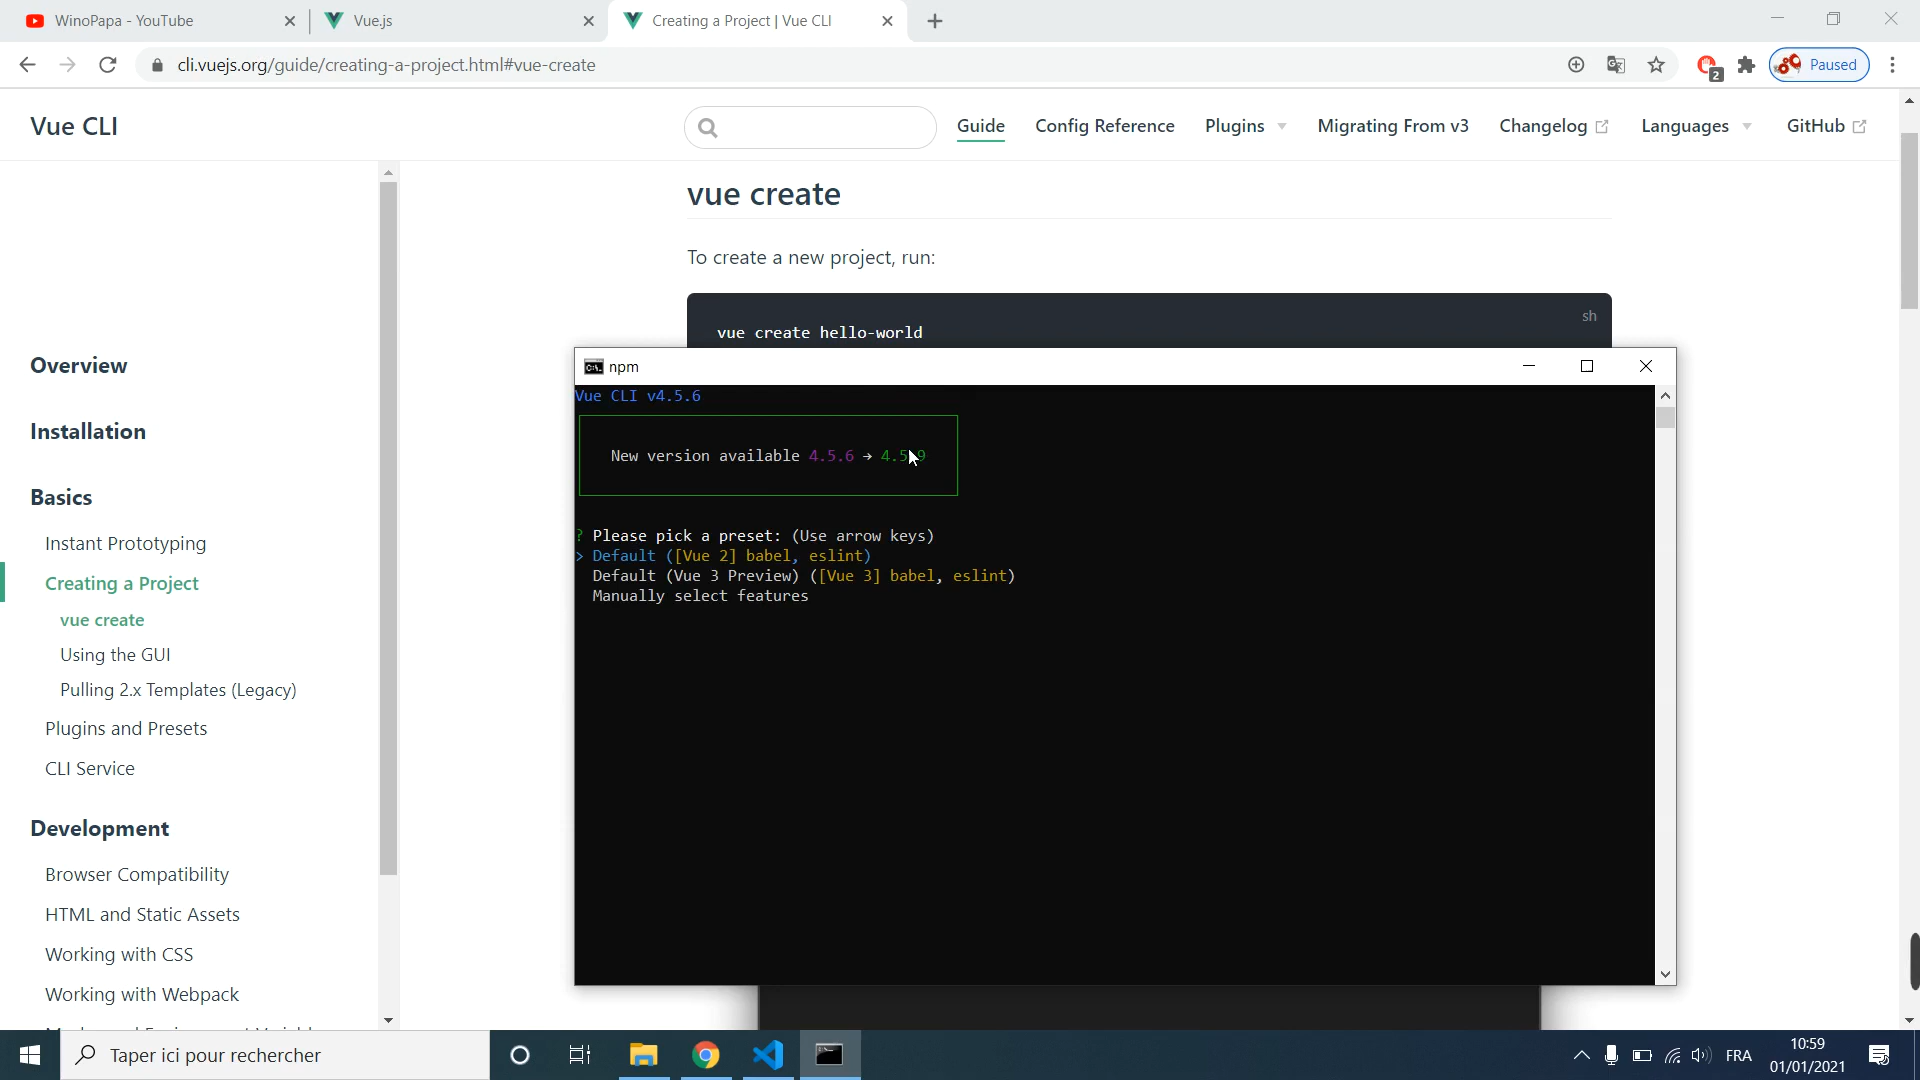 WinoPapa - YouTube
Vue.js
Creating a Project | Vue CLI
cli.vuejs.org/guide/creating-a-project.html#vue-create
2
Paused
Vue CLI
Guide
Config Reference
Plugins
Migrating From v3
Changelog
Languages
GitHub
vue create
To create a new project, run:
sh
vue create hello-world
Overview
Installation
Basics
Instant Prototyping
Creating a Project
vue create
Using the GUI
Pulling 2.x Templates (Legacy)
Plugins and Presets
CLI Service
Development
Browser Compatibility
HTML and Static Assets
Working with CSS
Working with Webpack
npm
Vue CLI v4.5.6
New version available 4.5.6 → 4.5.9
? Please pick a preset: (Use arrow keys)
> Default ([Vue 2] babel, eslint)
Default (Vue 3 Preview) ([Vue 3] babel, eslint)
Manually select features
Taper ici pour rechercher
FRA
10:59
01/01/2021